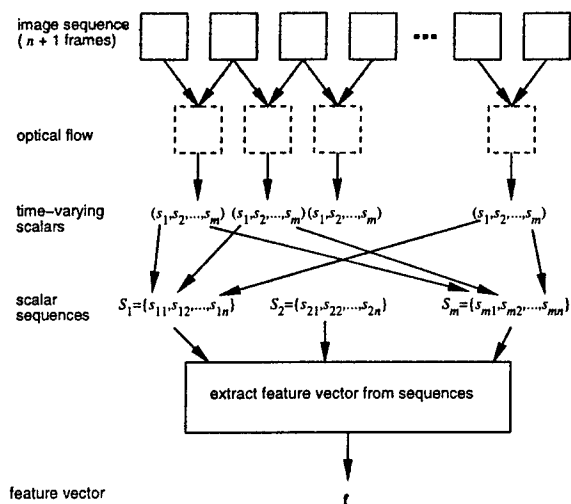 image sequence
( n + 1 frames)
optical flow
time-varying
scalars
(s1,s2,...,sm) (s1,s2,...,sm)(s1,s2,...,sm) (s1,s2,...,sm)
scalar
sequences
S1={s11,s12,...,s1n} S2={s21,s22,...,s2n} Sm={sm1,sm2,...,smn}
extract feature vector from sequences
feature vector